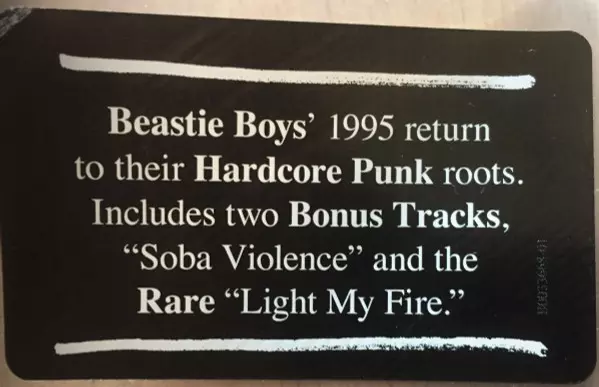 Beastie Boys' 1995 return
to their Hardcore Punk roots.
Includes two Bonus Tracks,
“Soba Violence” and the
Rare “Light My Fire.”